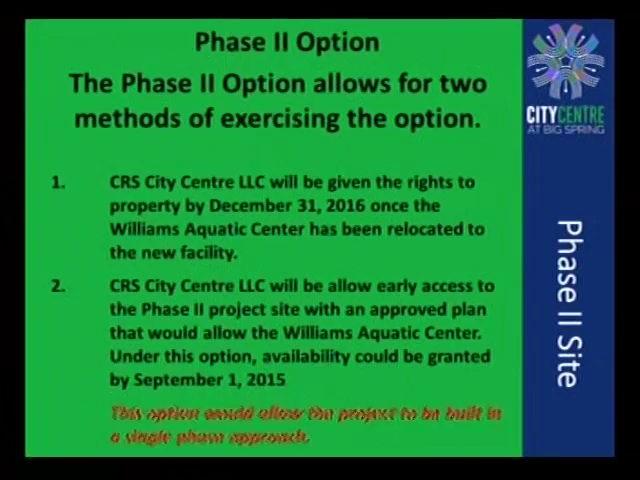 Phase II Option
The Phase II Option allows for two
methods of exercising the option.
1. CRS City Centre LLC will be given the rights to
property by December 31, 2016 once the
Williams Aquatic Center has been relocated to
the new facility.
2. CRS City Centre LLC will be allow early access to
the Phase II project site with an approved plan
that would allow the Williams Aquatic Center.
Under this option, availability could be granted
by September 1, 2015
This option would allow the project to be built in
a single phase approach.
CITYCENTRE
AT BIG SPRING
Phase II Site